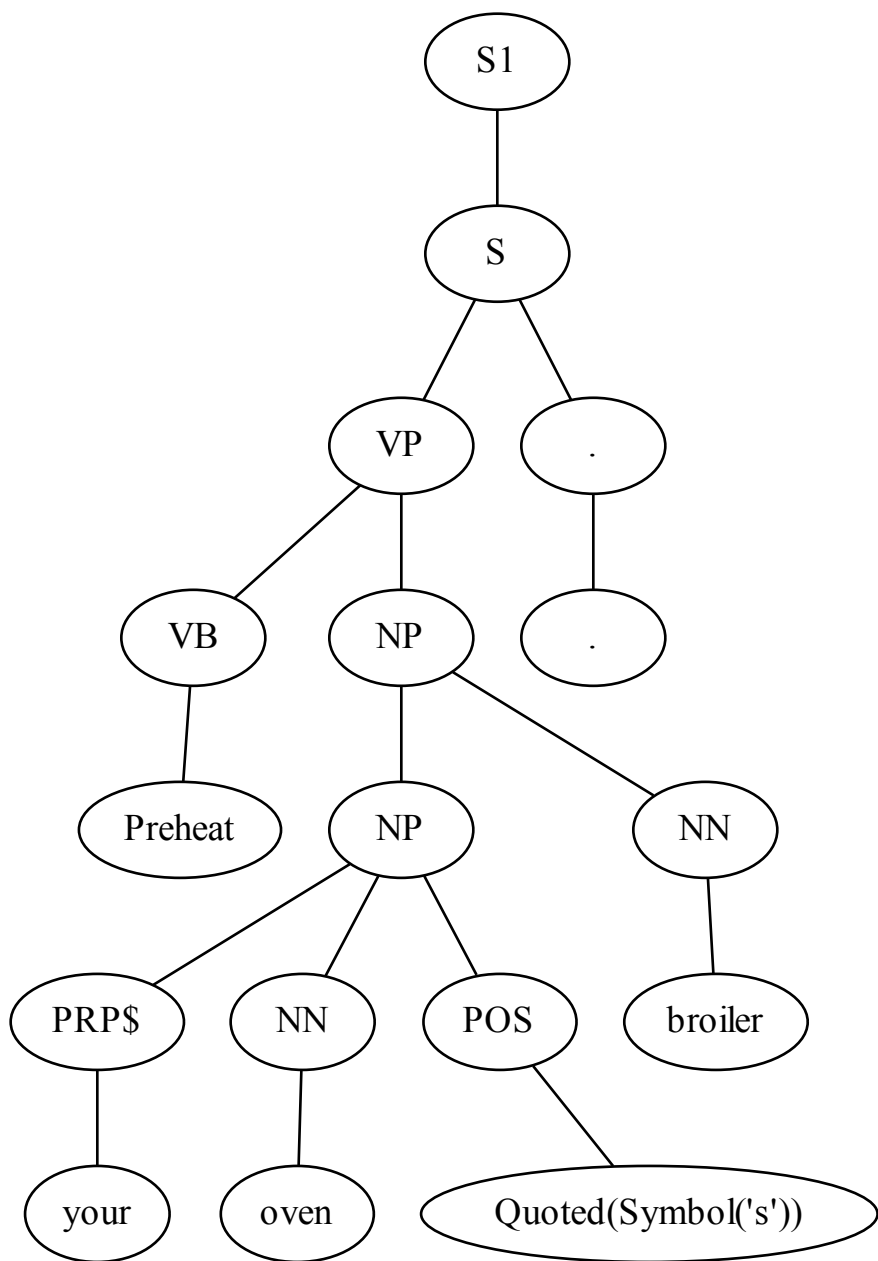 S1
S
VP .
VB NP .
Preheat NP NN
PRP$ NN POS broiler
your oven Quoted(Symbol('s'))